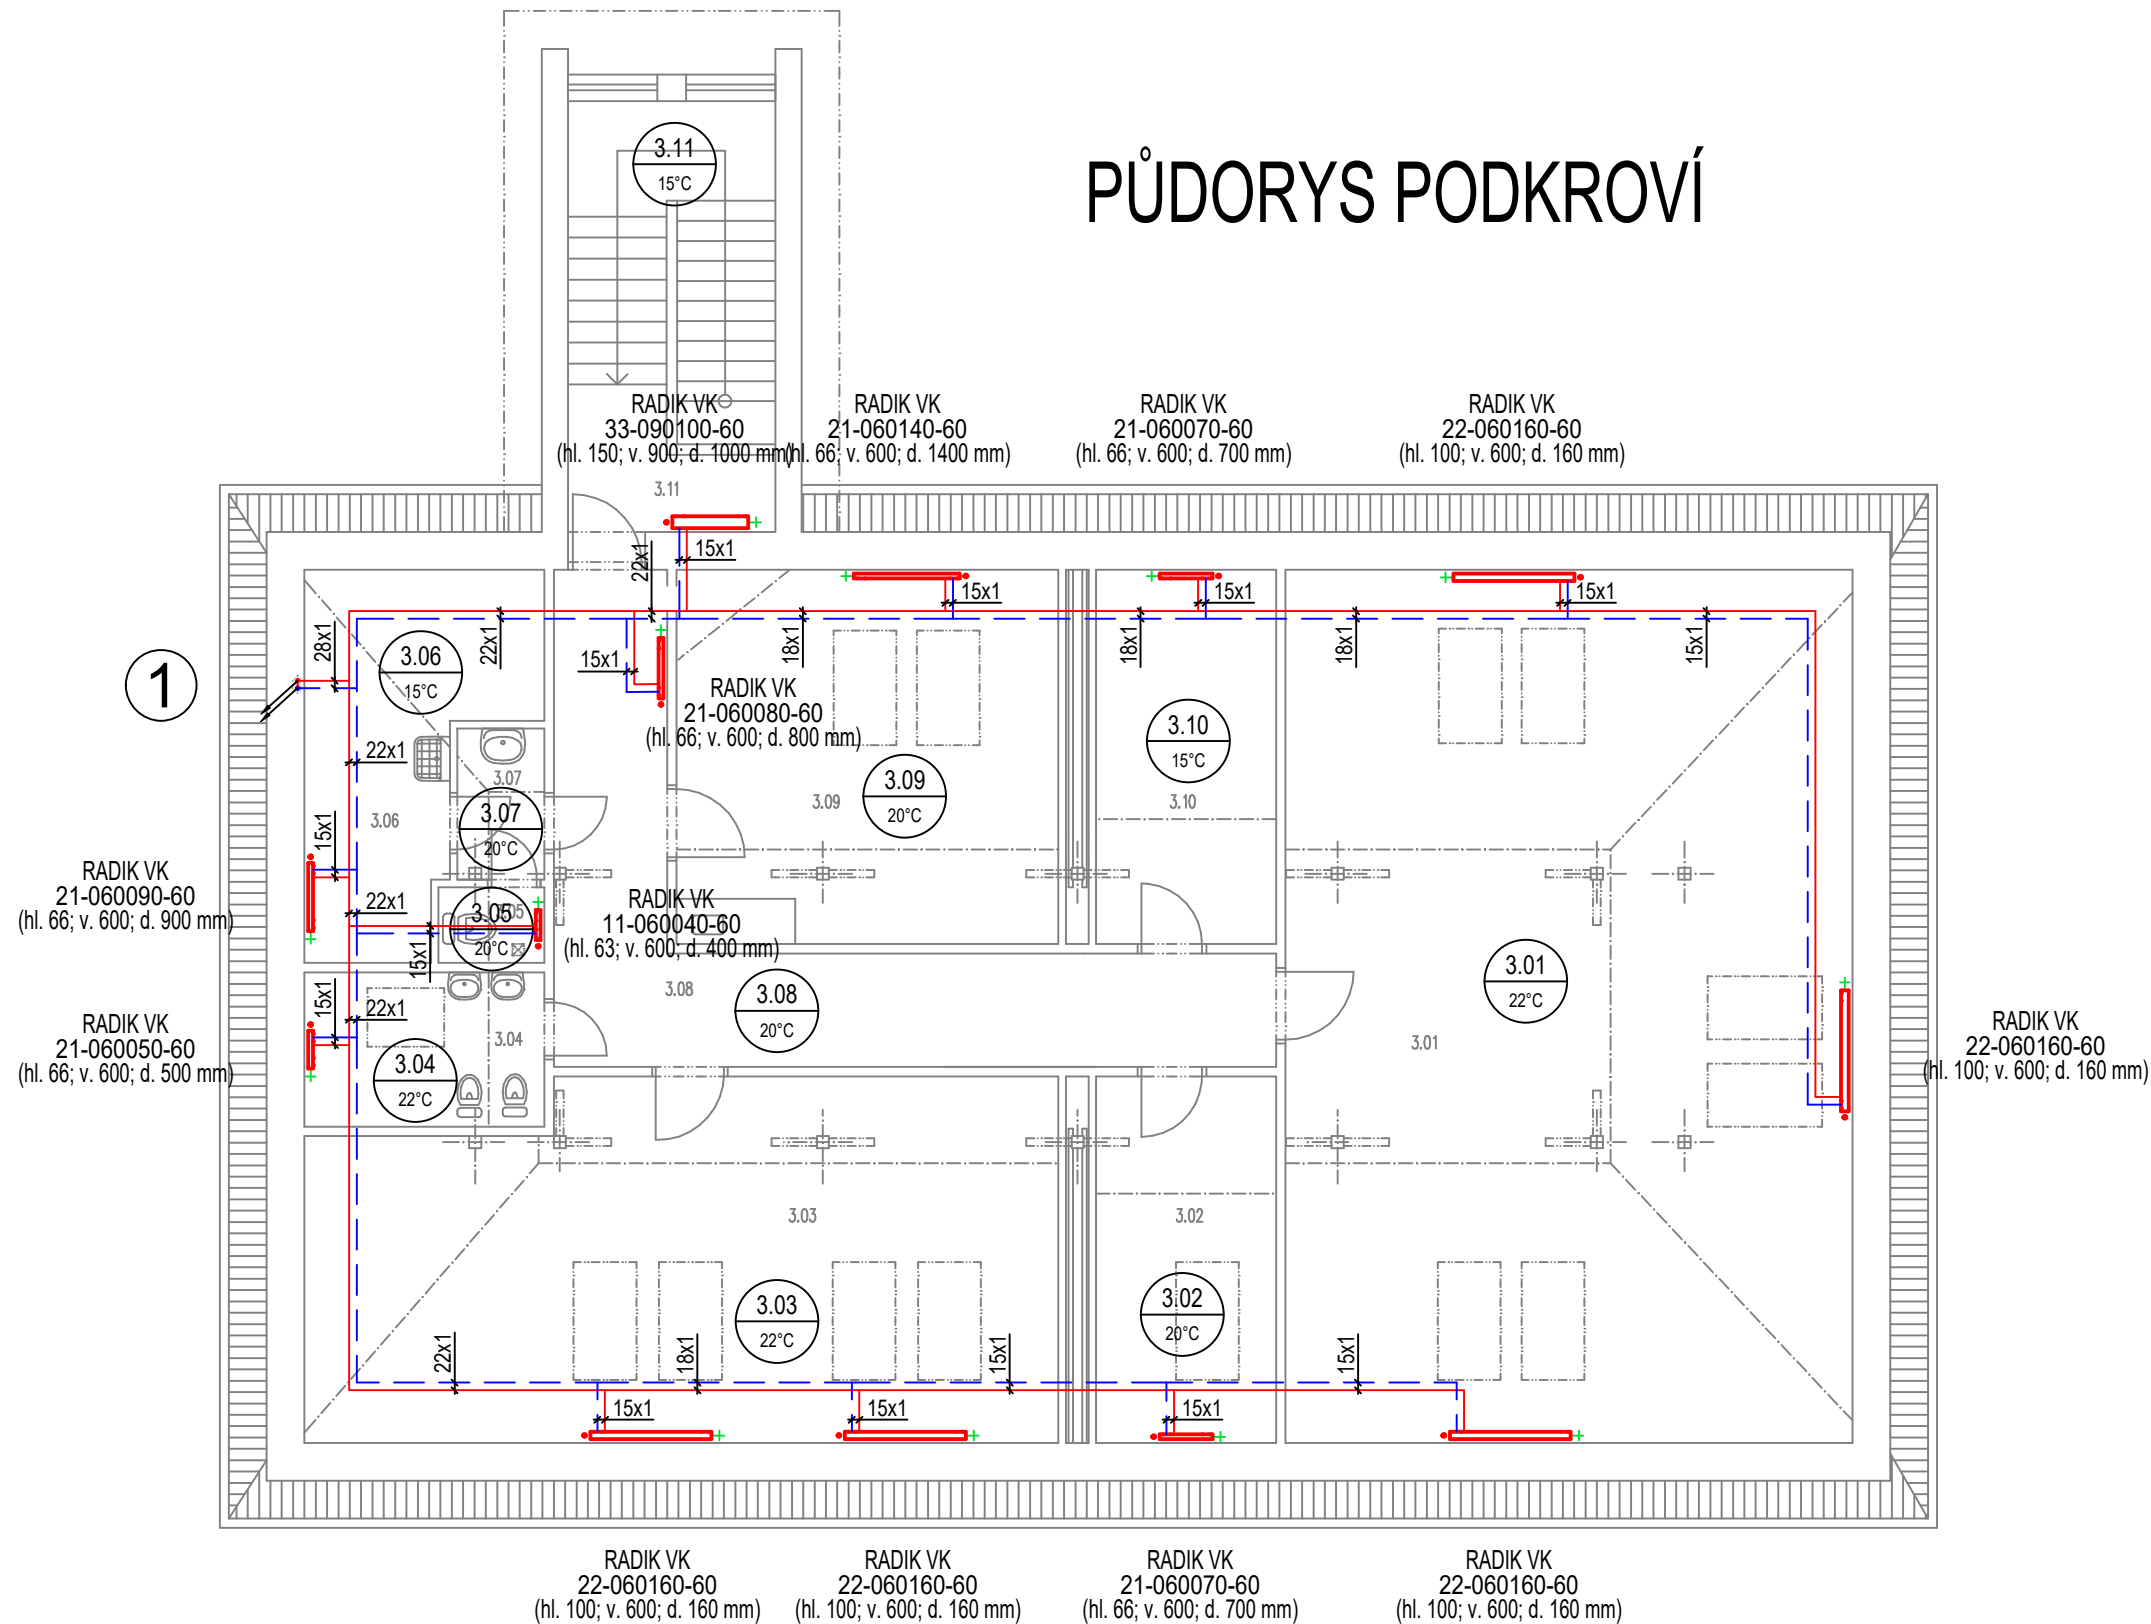 3.11
15°C
PŮDORYS PODKROVÍ
RADIK VK
33-090100-60
(hl. 150; v. 900; d. 1000 mm)
RADIK VK
21-060140-60
(hl. 66; v. 600; d. 1400 mm)
RADIK VK
21-060070-60
(hl. 66; v. 600; d. 700 mm)
RADIK VK
22-060160-60
(hl. 100; v. 600; d. 160 mm)
3.11
22x1
15x1
15x1
15x1
15x1
28x1
22x1
18x1
18x1
18x1
15x1
1
3.06
15°C
15x1
RADIK VK
21-060080-60
(hl. 66; v. 600; d. 800 mm)
3.10
15°C
22x1
3.07
3.09
20°C
3.09
3.10
3.07
20°C
3.06
15x1
RADIK VK
21-060090-60
(hl. 66; v. 600; d. 900 mm)
22x1
3.05
3.05
20°C
RADIK VK
11-060040-60
(hl. 63; v. 600; d. 400 mm)
15x1
3.08
3.08
20°C
3.01
22°C
15x1
22x1
RADIK VK
21-060050-60
(hl. 66; v. 600; d. 500 mm)
3.04
3.04
22°C
3.01
RADIK VK
22-060160-60
(hl. 100; v. 600; d. 160 mm)
3.03
3.02
3.03
22°C
3.02
20°C
22x1
18x1
15x1
15x1
15x1
15x1
15x1
RADIK VK
22-060160-60
(hl. 100; v. 600; d. 160 mm)
RADIK VK
22-060160-60
(hl. 100; v. 600; d. 160 mm)
RADIK VK
21-060070-60
(hl. 66; v. 600; d. 700 mm)
RADIK VK
22-060160-60
(hl. 100; v. 600; d. 160 mm)